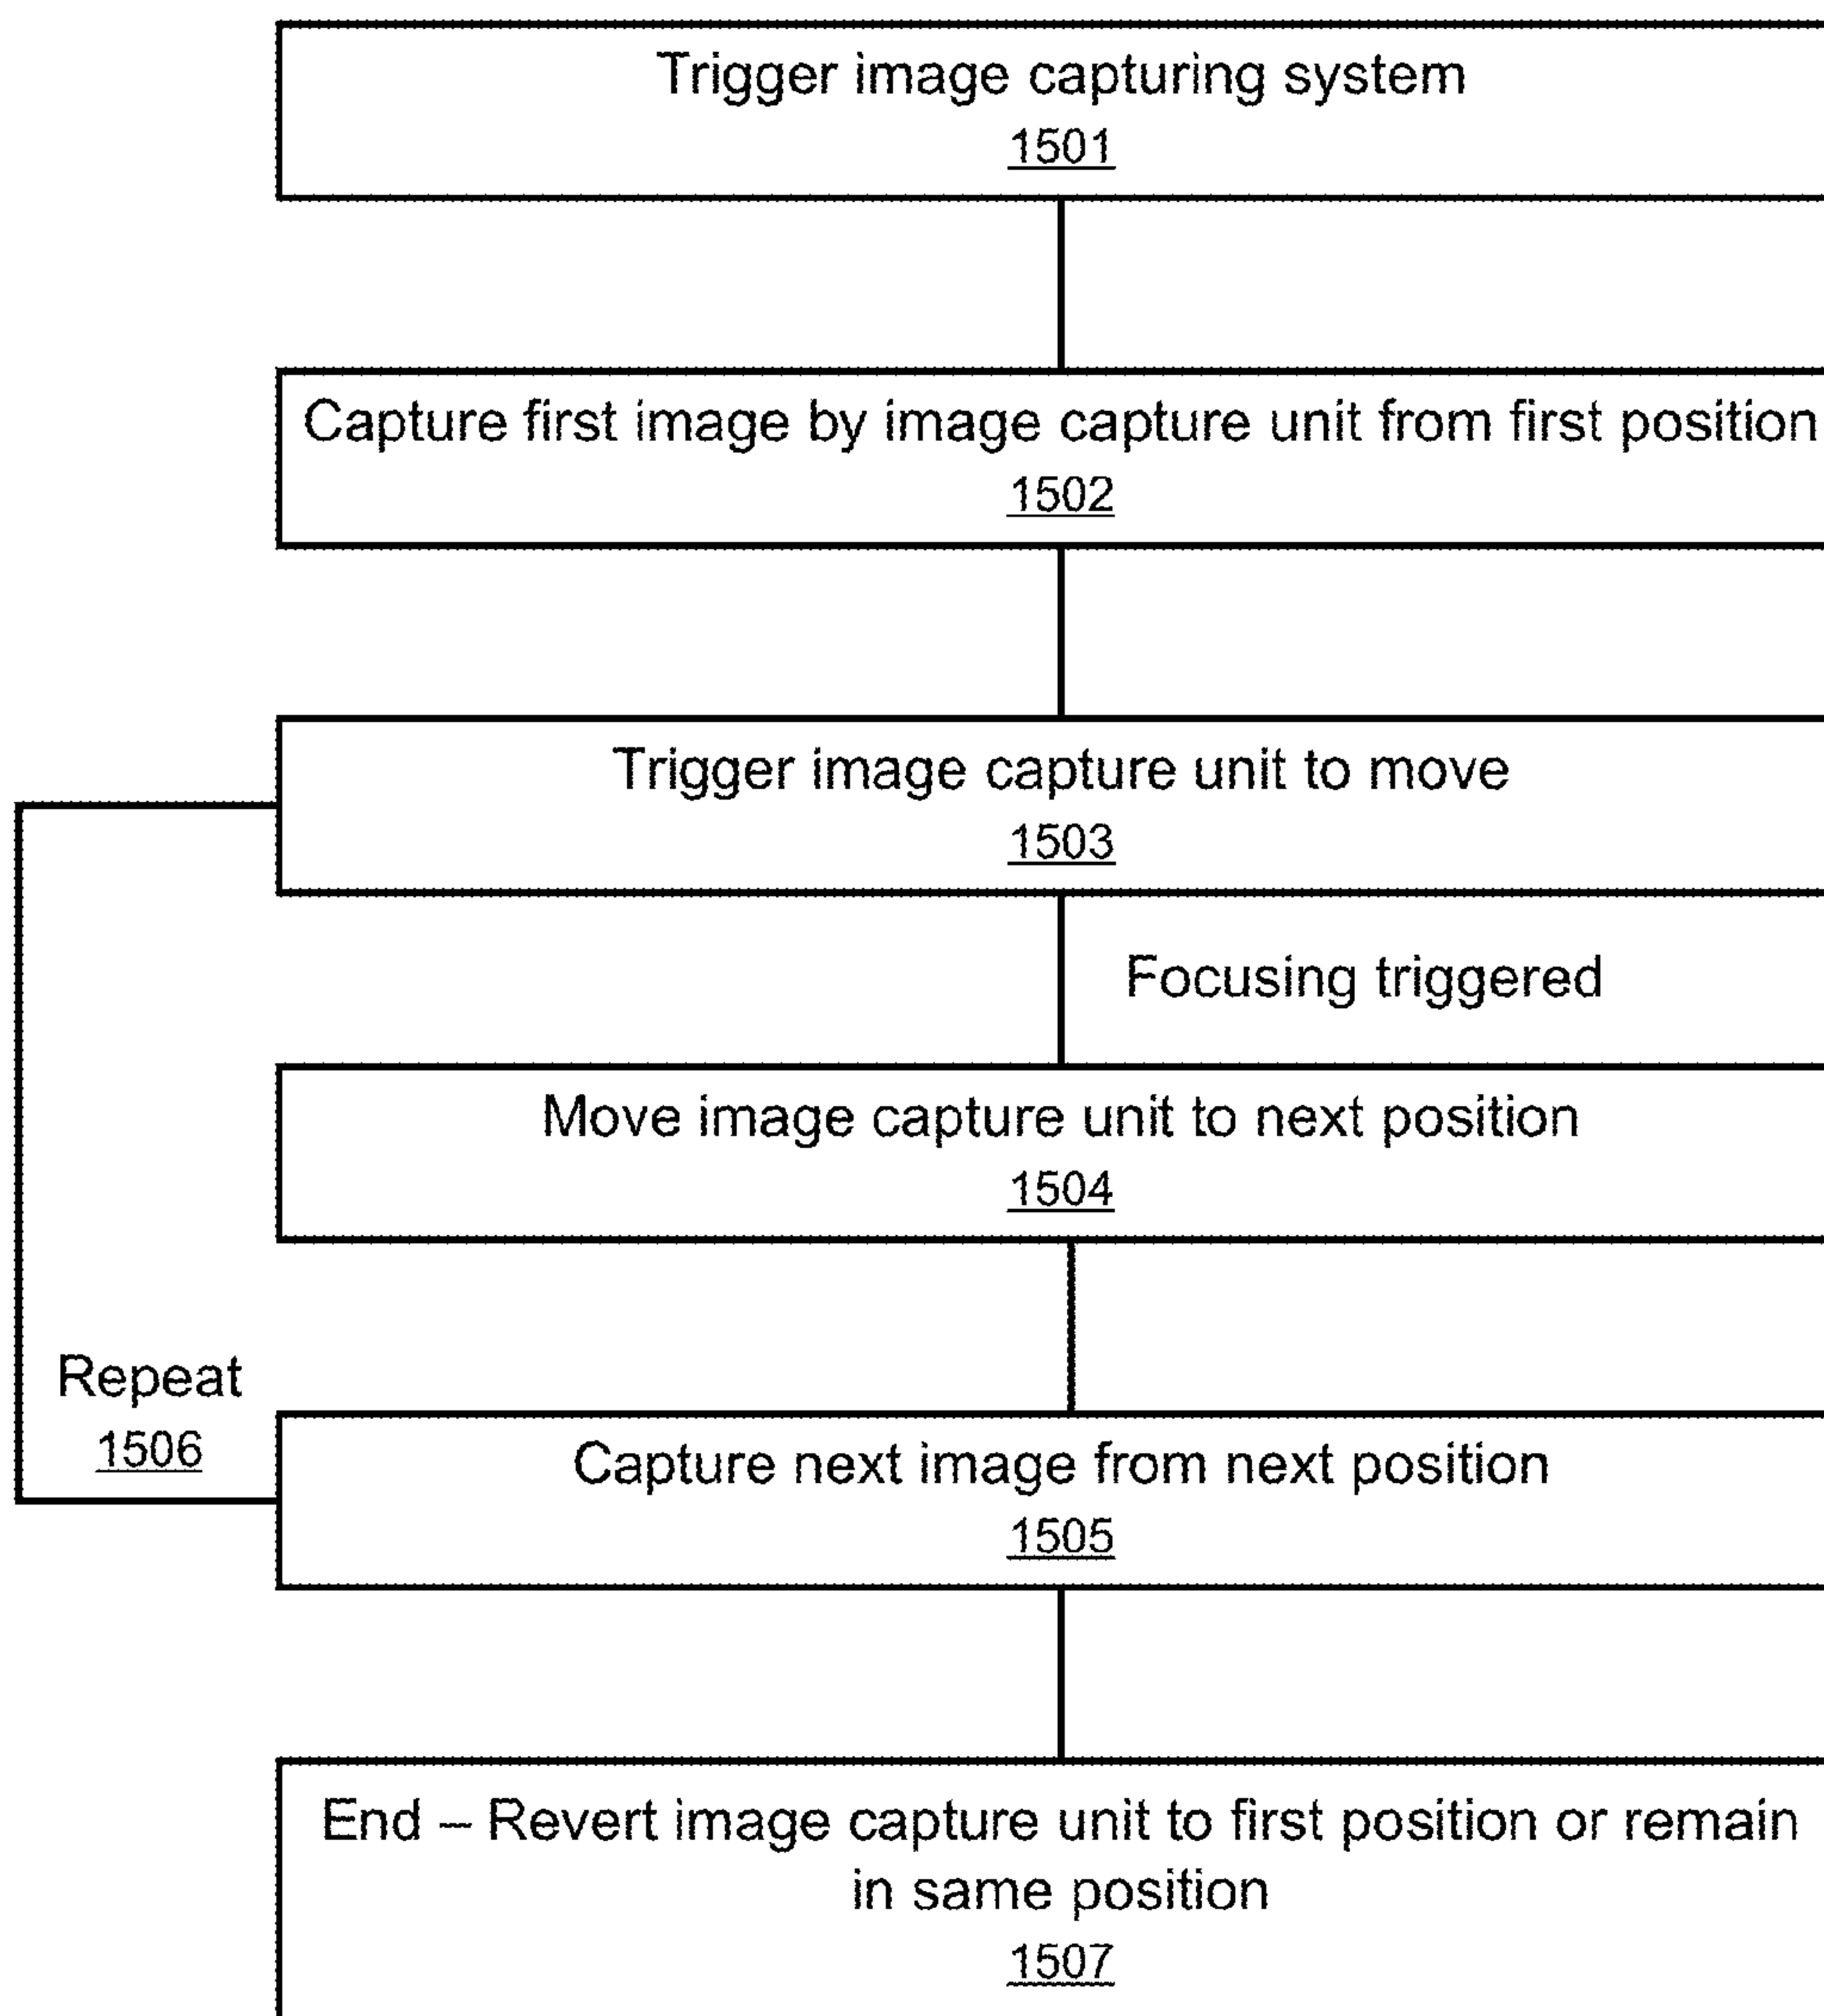 Trigger image capturing system
1501
Capture first image by image capture unit from first position
1502
Trigger image capture unit to move
1503
Focusing triggered
Move image capture unit to next position
1504
Repeat
1506
Capture next image from next position
1505
End – Revert image capture unit to first position or remain
in same position
1507